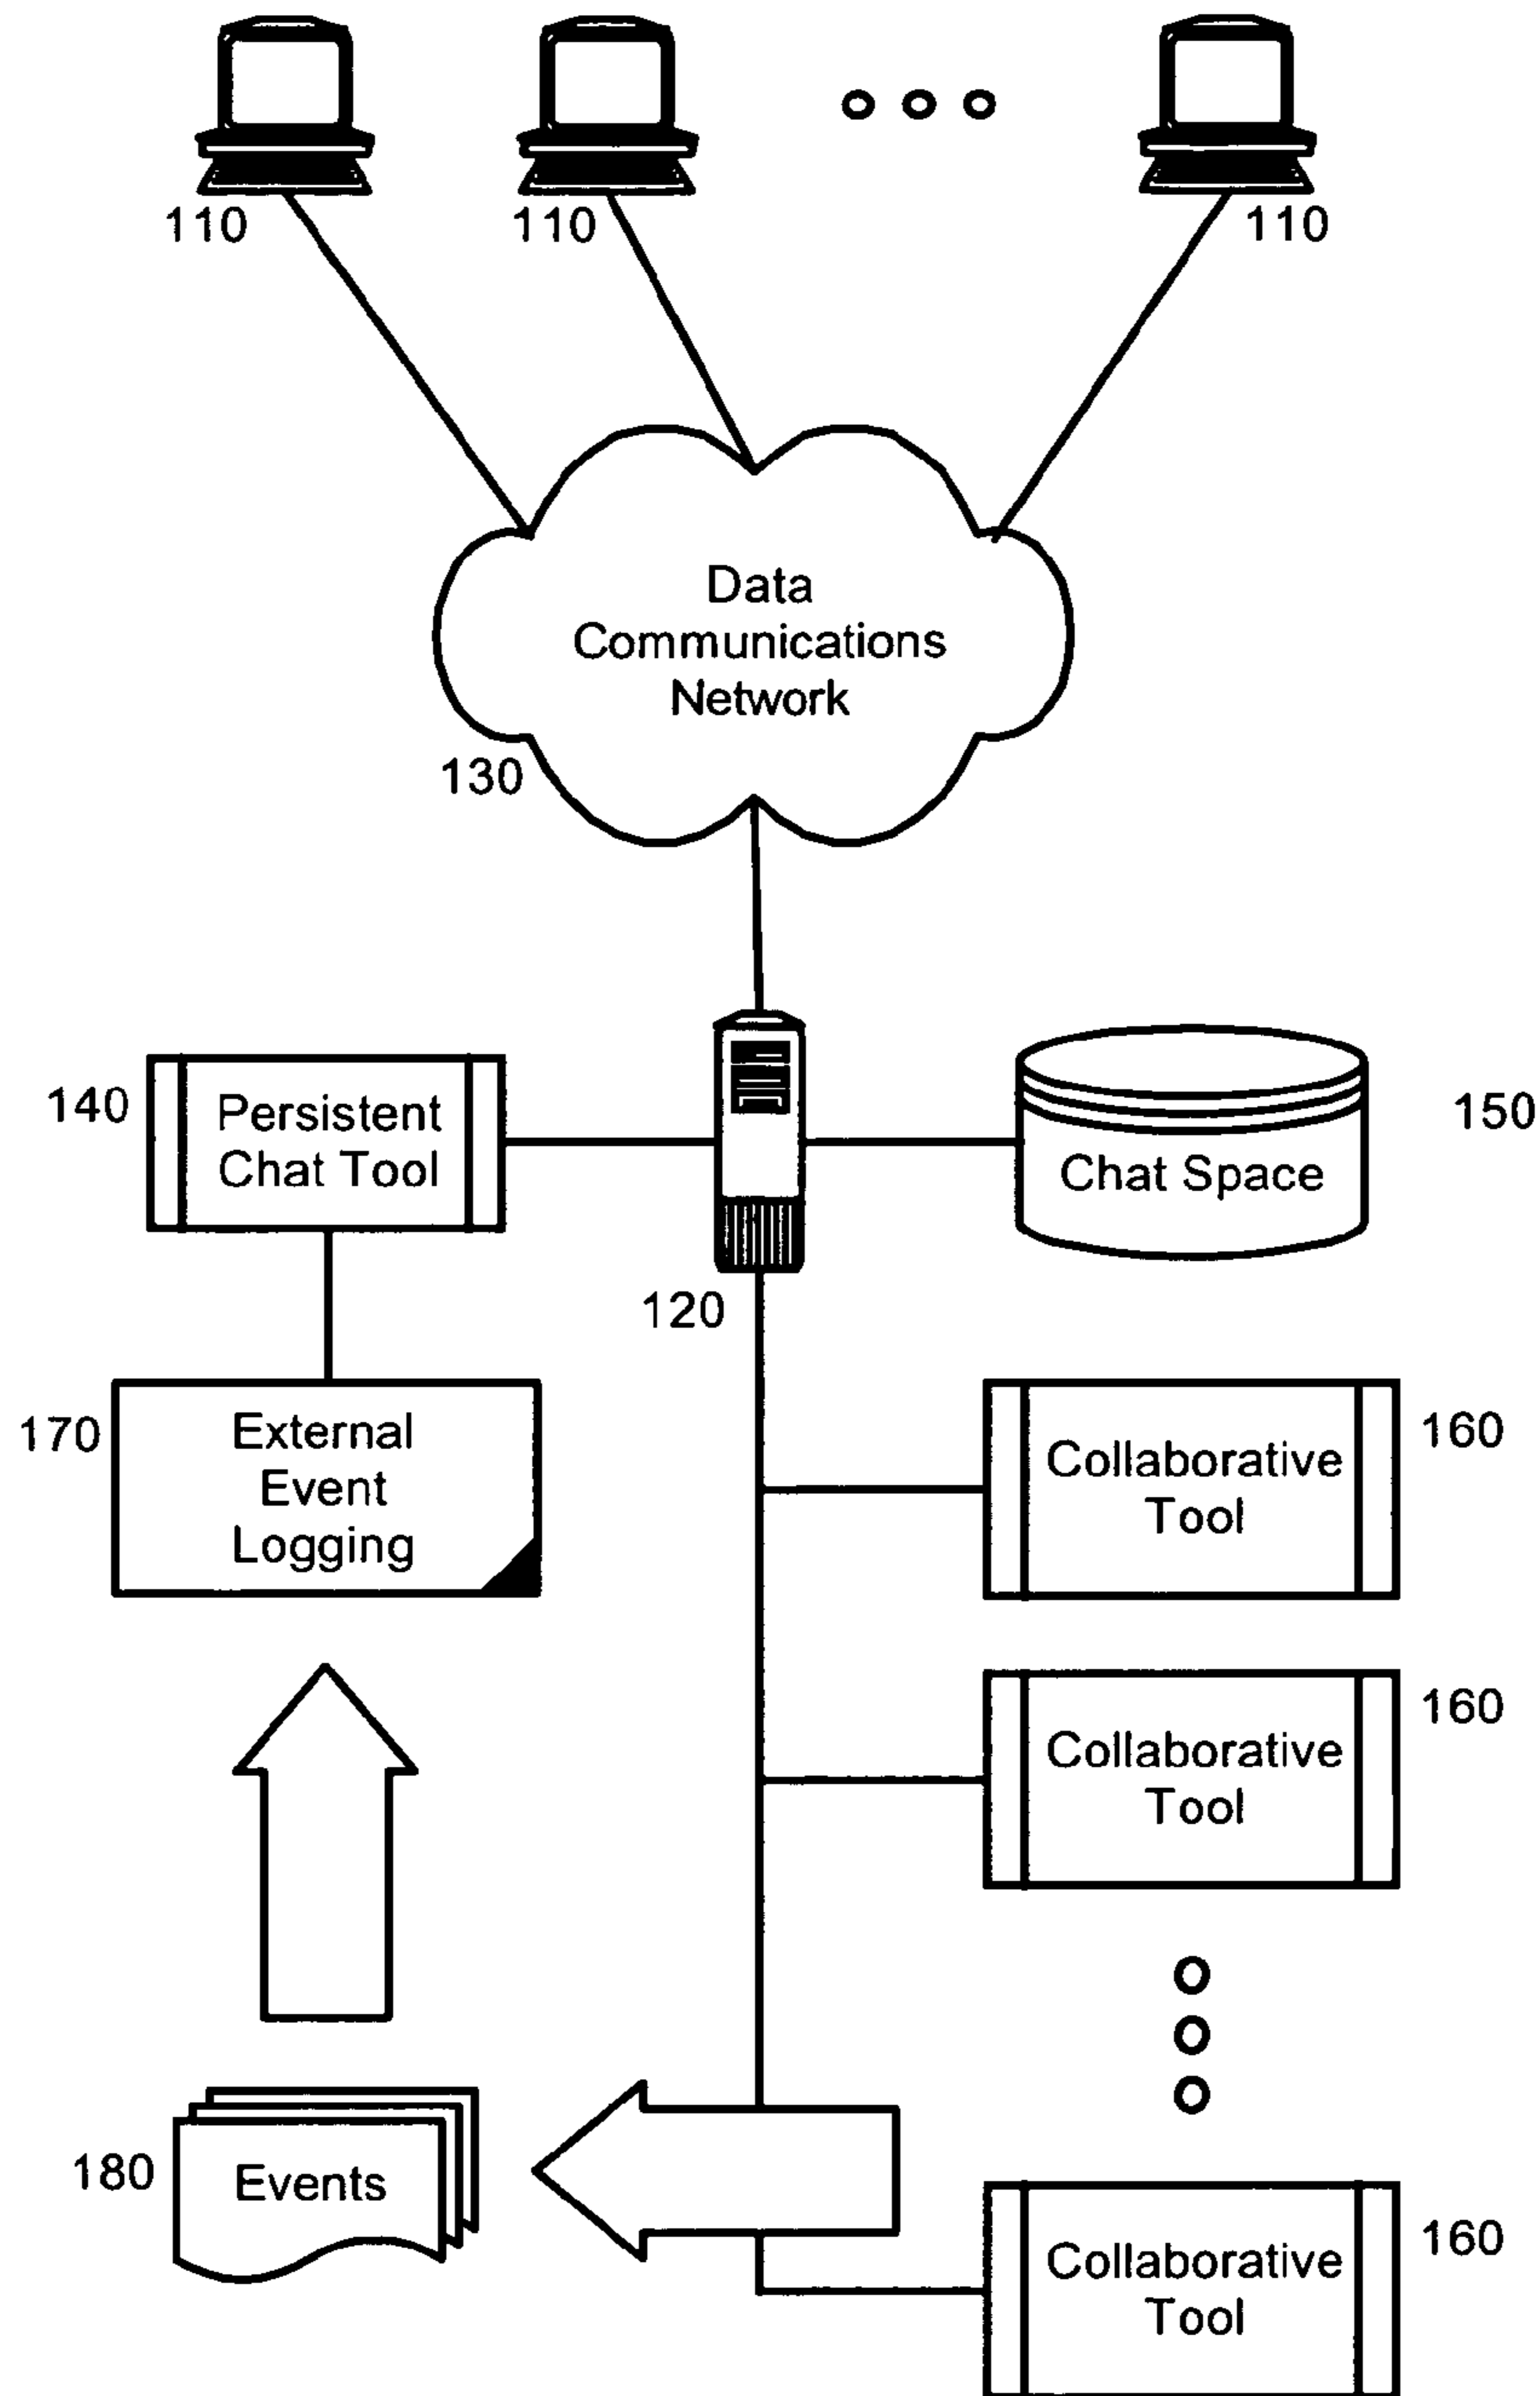 110
110
110
Data
Communications
Network
130
140
Persistent
Chat Tool
Chat Space
150
120
170
External
Event
Logging
Collaborative
Tool
160
Collaborative
Tool
160
180
Events
Collaborative
Tool
160